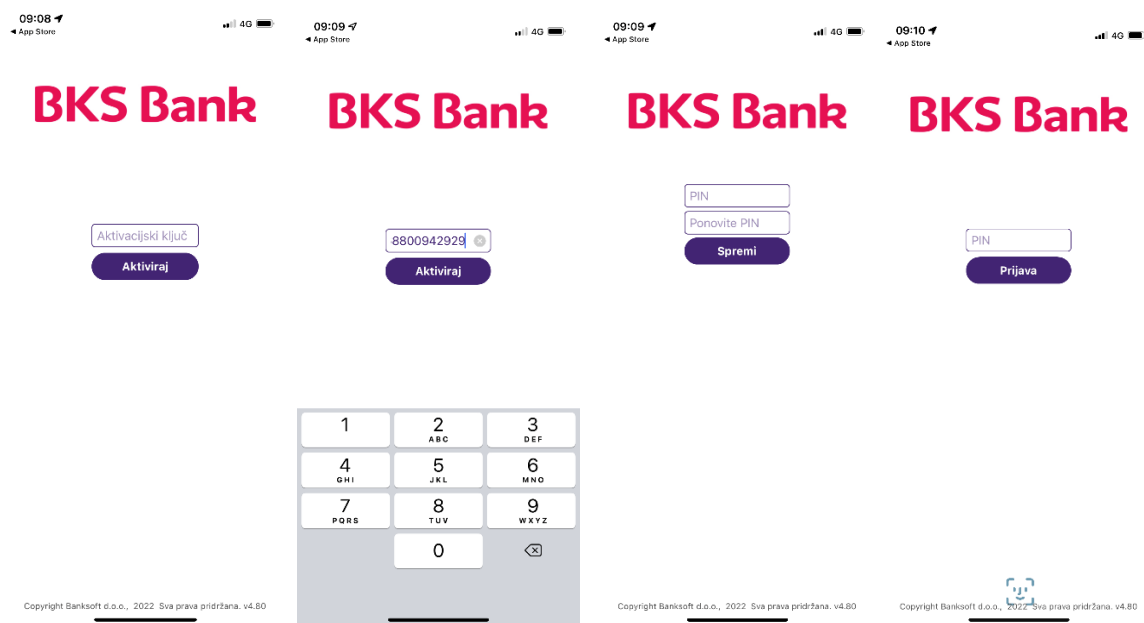 09:08
4G
◀ App Store
BKS Bank
Aktivacijski ključ
Aktiviraj
Copyright Banksoft d.o.o., 2022 Sva prava pridržana. v4.80
09:09
4G
◀ App Store
BKS Bank
8800942929
Aktiviraj
1
2
3
ABC
DEF
4
5
6
GHI
JKL
MNO
7
8
9
PQRS
TUV
WXYZ
0
09:09
4G
◀ App Store
BKS Bank
PIN
Ponovite PIN
Spremi
Copyright Banksoft d.o.o., 2022 Sva prava pridržana. v4.80
09:10
4G
◀ App Store
BKS Bank
PIN
Prijava
Copyright Banksoft d.o.o., 2022 Sva prava pridržana. v4.80